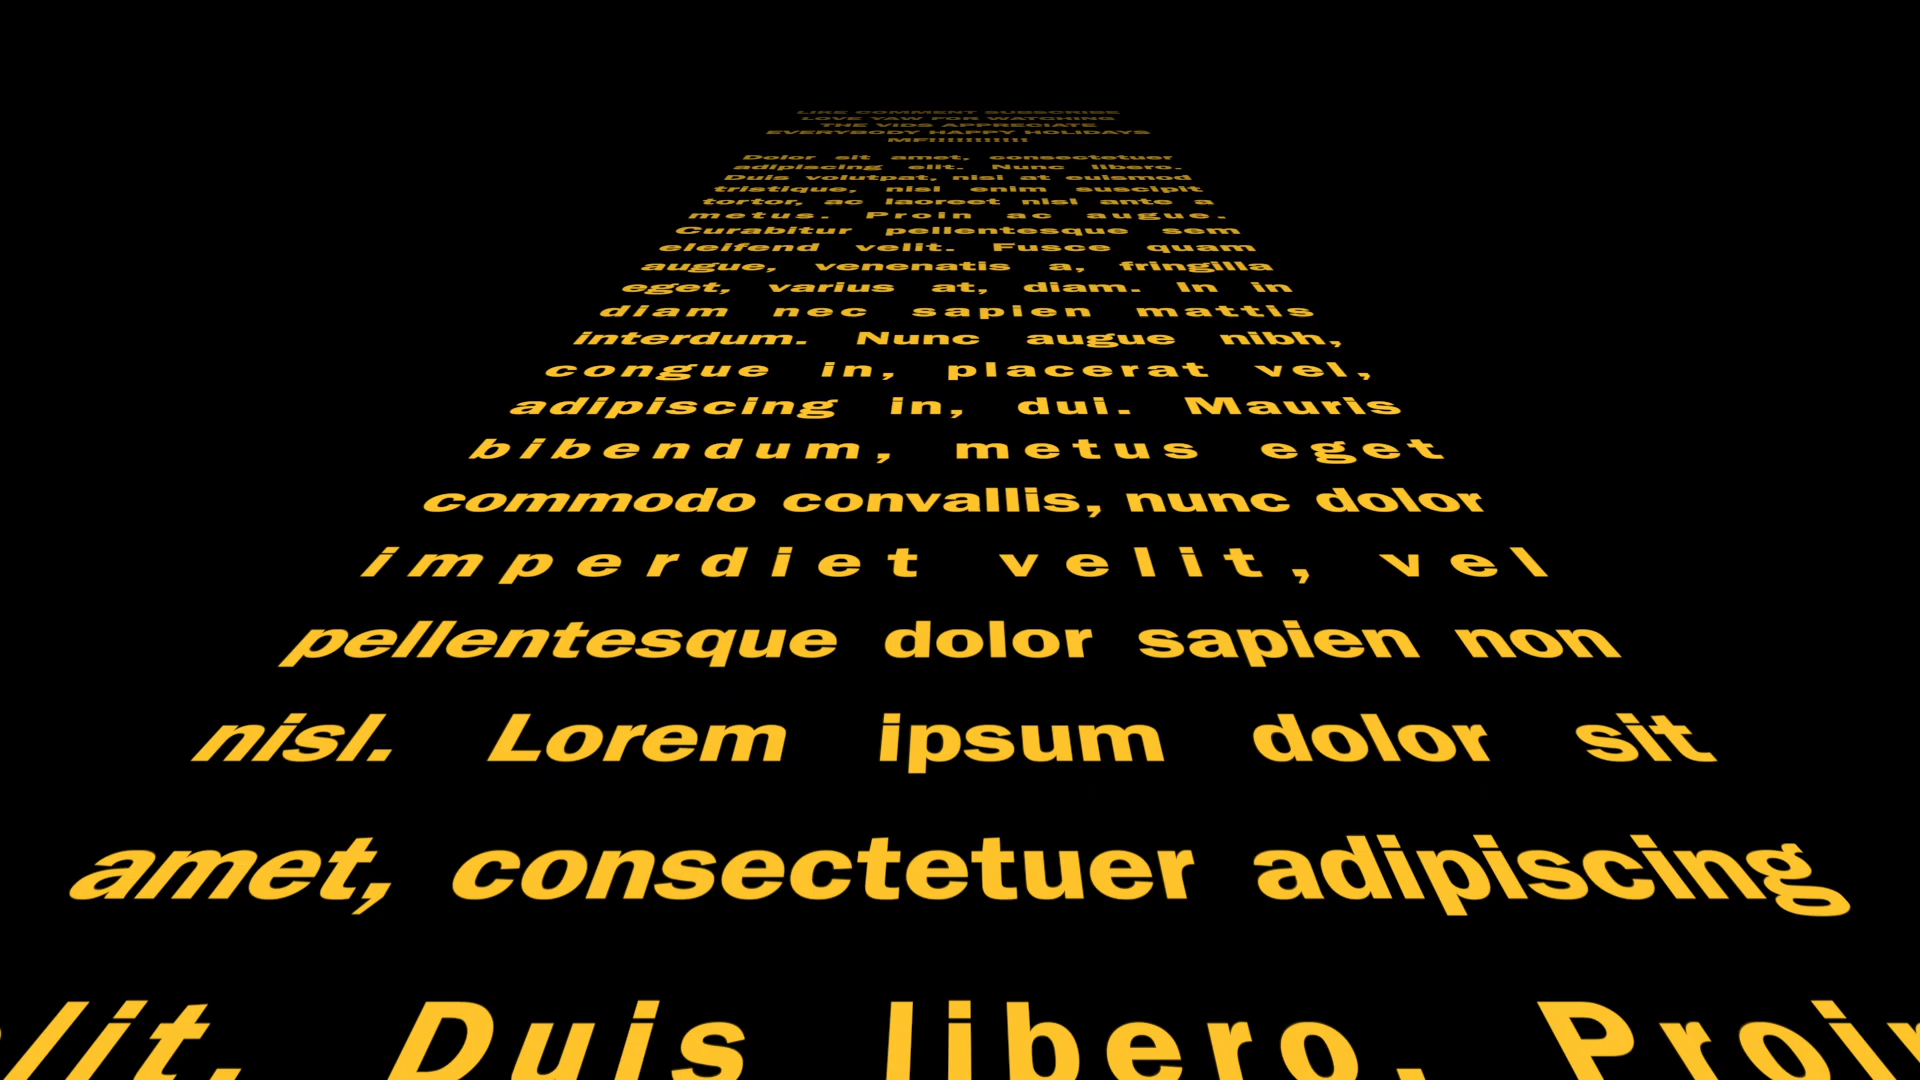 LIKE COMMENT SUBSCRIBE
LOVE YAW FOR WATCHING
THE VIDS APPRECIATE
EVERYBODY HAPPY HOLIDAYS
Dolor sit amet, consectetuer
adipiscing elit. Nunc libero.
Duis volutpat, nisi at euismod
tristique, nisl enim suscipit
tortor, ac laoreet nisl ante a
metus. Proin ac augue.
Curabitur pellentesque sem
eleifend velit. Fusce quam
augue, venenatis a, fringilla
eget, varius at, diam. In in
diam nec sapien mattis
interdum. Nunc augue nibh,
congue in, placerat vel,
adipiscing in, dui. Mauris
bibendum, metus eget
commodo convallis, nunc dolor
imperdiet velit, vel
pellentesque dolor sapien non
nisl. Lorem ipsum dolor sit
amet, consectetuer adipiscing
lit. Duis libero. Proin